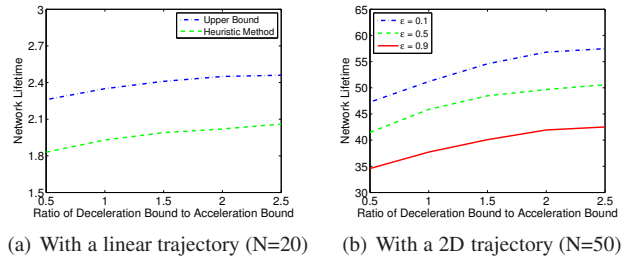 3
2.7
2.4
2.1
1.8
1.5
Network Lifetime
Upper Bound
Heuristic Method
0.5 1 1.5 2 2.5
Ratio of Deceleration Bound to Acceleration Bound
(a) With a linear trajectory (N=20)
65
60
55
50
45
40
35
30
Network Lifetime
ε = 0.1
ε = 0.5
ε = 0.9
0.5 1 1.5 2 2.5
Ratio of Deceleration Bound to Acceleration Bound
(b) With a 2D trajectory (N=50)